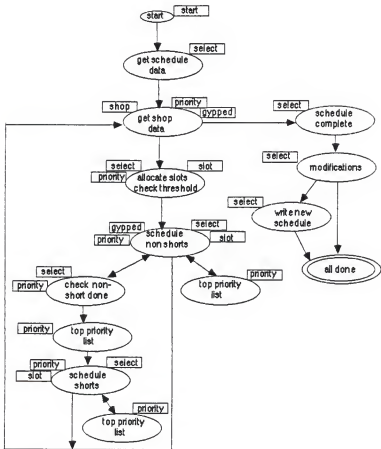 start
start
select
get schedule
data
shop
priority
gypped
get shop
data
select
schedule
complete
select
slot
priority
allocate slots
check threshold
select
modifications
gypped
select
priority
schedule
non shorts
slot
select
write new
schedule
select
priority
check non-
short done
priority
top priority
list
all done
priority
top priority
list
priority
select
slot
schedule
shorts
priority
top priority
list